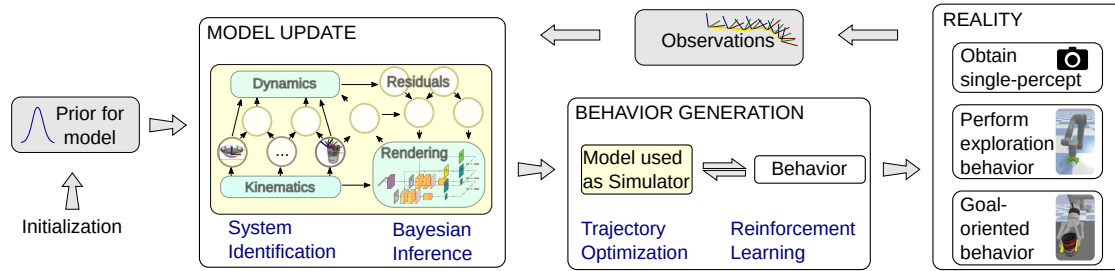 Initialization
Prior for
model
MODEL UPDATE
Dynamics
Residuals
...
Kinematics
Rendering
System
Identification
Bayesian
Inference
Observations
BEHAVIOR GENERATION
Model used
as Simulator
Behavior
Trajectory
Optimization
Reinforcement
Learning
REALITY
Obtain
single-percept
Perform
exploration
behavior
Goal-
oriented
behavior